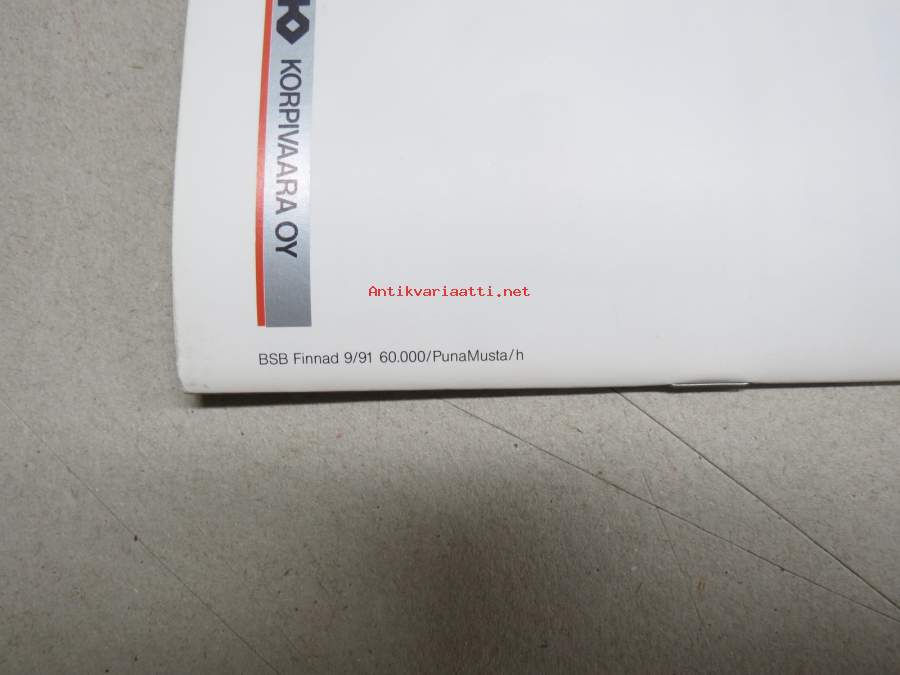 KORPIVAARA OY
Antikvariaatti.net
BSB Finnad 9/91 60.000/PunaMusta/h